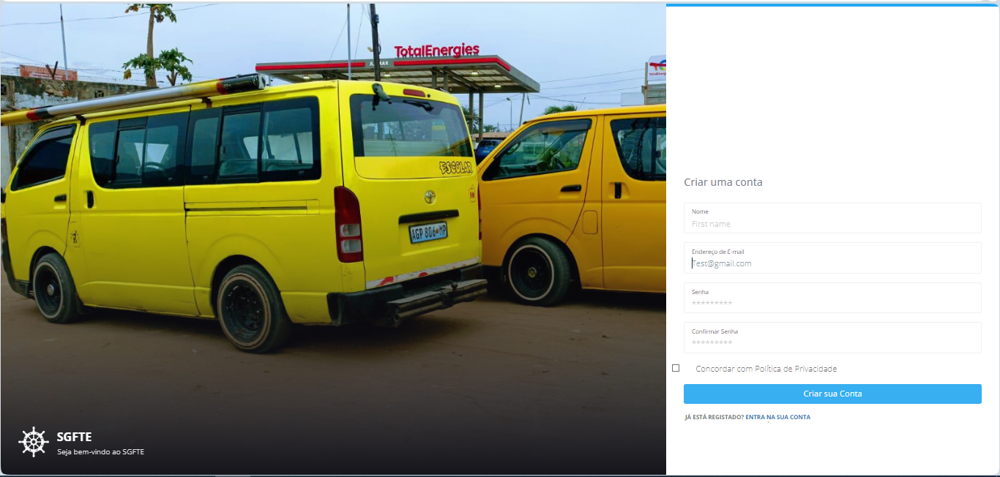 TotalEnergies
ESCOLAR
AGP 806 MP
SGFTE
Seja bem-vindo ao SGFTE
Criar uma conta
Nome
First name
Endereço de E-mail
Test@gmail.com
Senha
*********
Confirmar Senha
*********
Concordar com Política de Privacidade
Criar sua Conta
JÁ ESTÁ REGISTADO? ENTRA NA SUA CONTA